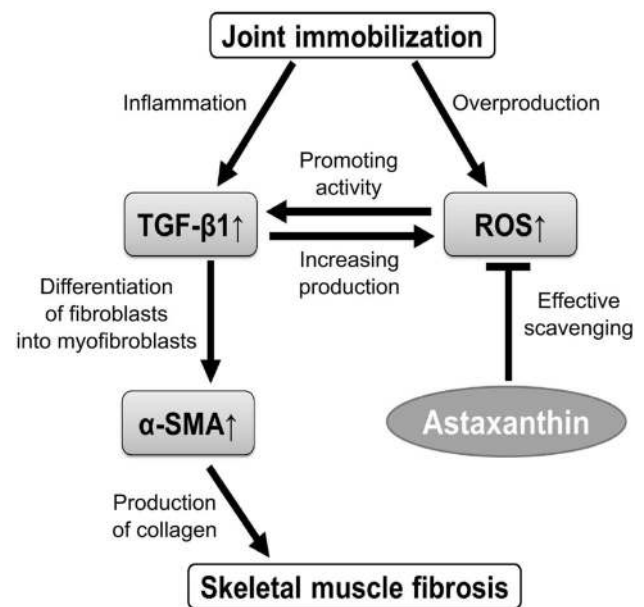 Joint immobilization
Inflammation
Overproduction
Promoting
activity
TGF-β1↑
ROS↑
Increasing
production
Differentiation
of fibroblasts
into myofibroblasts
Effective
scavenging
α-SMA↑
Astaxanthin
Production
of collagen
Skeletal muscle fibrosis